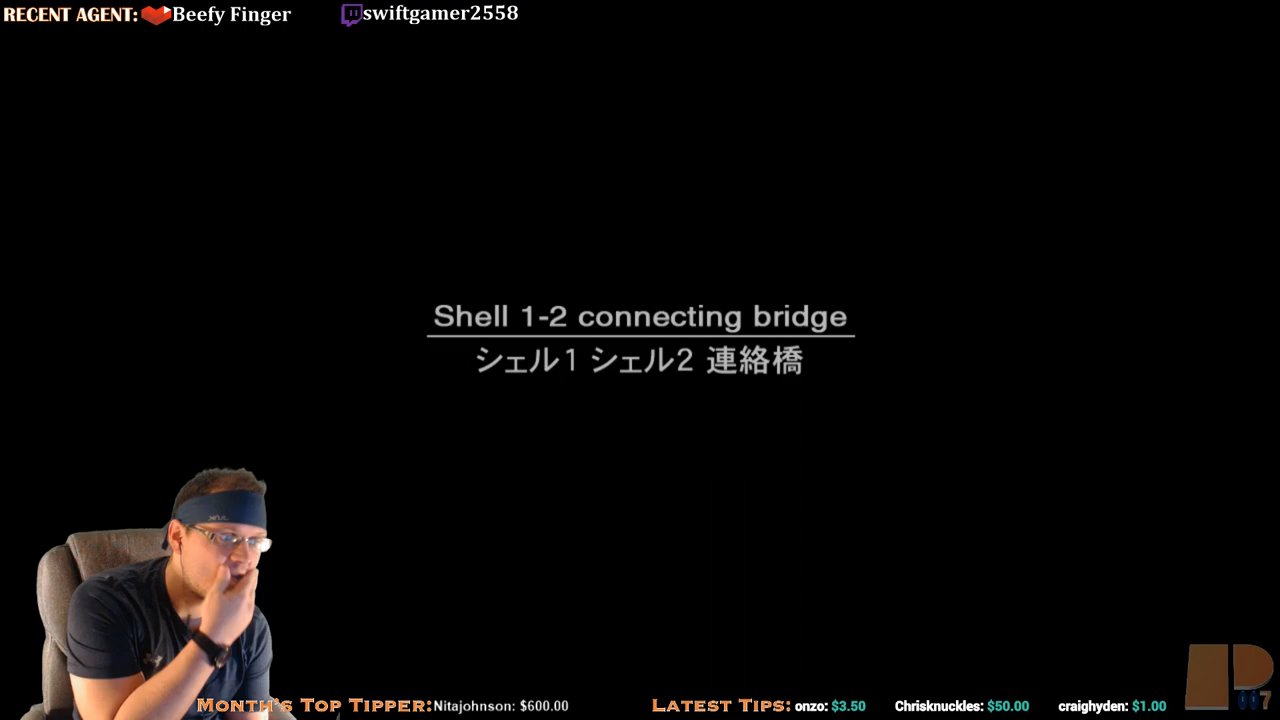 RECENT AGENT: Beefy Finger swiftgamer2558
Shell 1-2 connecting bridge
シェル1 シェル2 連絡橋
MONTH'S TOP TIPPER: Nitajohnson: $600.00 LATEST TIPS: onzo: $3.50 Chrisknuckles: $50.00 craighyden: $1.00
007